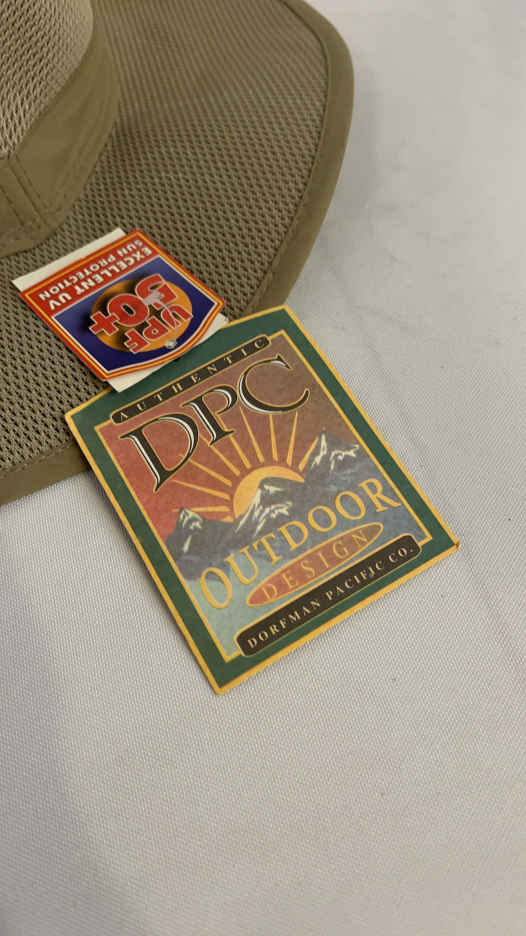 EXCELLENT UV
SUN PROTECTION
UPF
50+
AUTHENTIC
DPC
OUTDOOR
DESIGN
DORFMAN PACIFIC CO.